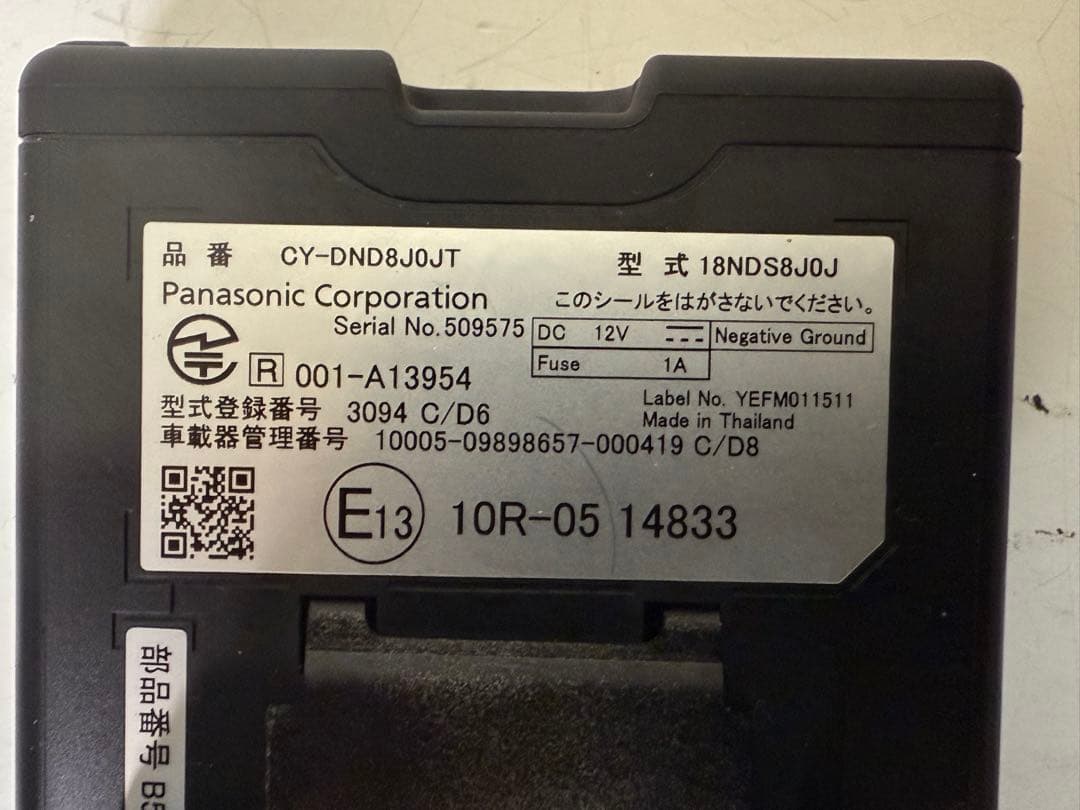 品番 CY-DND8J0JT 型式 18NDS8J0J
Panasonic Corporation このシールをはがさないでください。
Serial No. 509575 DC 12V Negative Ground
R 001-A13954 Fuse 1A
型式登録番号 3094 C/D6 Label No. YEFM011511
Made in Thailand
車載器管理番号 10005-09898657-000419 C/D8
E13 10R-05 14833
部品番号 B5